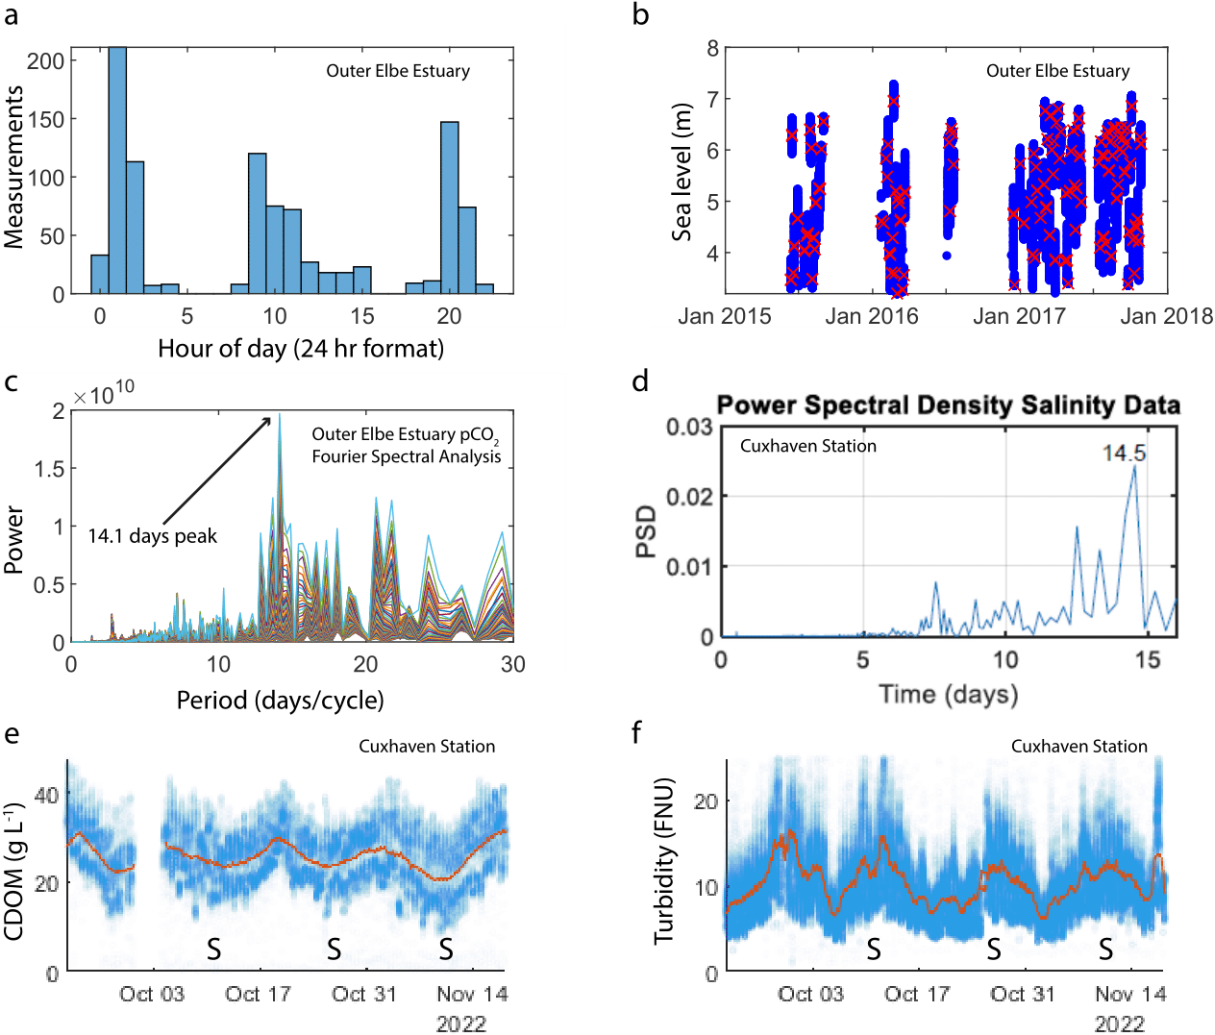 a
Outer Elbe Estuary
Measurements
200
150
100
50
0
0 5 10 15 20
Hour of day (24 hr format)
b
Outer Elbe Estuary
Sea level (m)
8
7
6
5
4
Jan 2015 Jan 2016 Jan 2017 Jan 2018
c
×10^10
Outer Elbe Estuary pCO₂
Fourier Spectral Analysis
14.1 days peak
Power
2
1.5
1
0.5
0
0 10 20 30
Period (days/cycle)
d
Power Spectral Density Salinity Data
Cuxhaven Station
14.5
PSD
0.03
0.02
0.01
0
0 5 10 15
Time (days)
e
Cuxhaven Station
CDOM (g L⁻¹)
40
20
0
S S S
Oct 03 Oct 17 Oct 31 Nov 14
2022
f
Cuxhaven Station
Turbidity (FNU)
20
10
0
S S S
Oct 03 Oct 17 Oct 31 Nov 14
2022